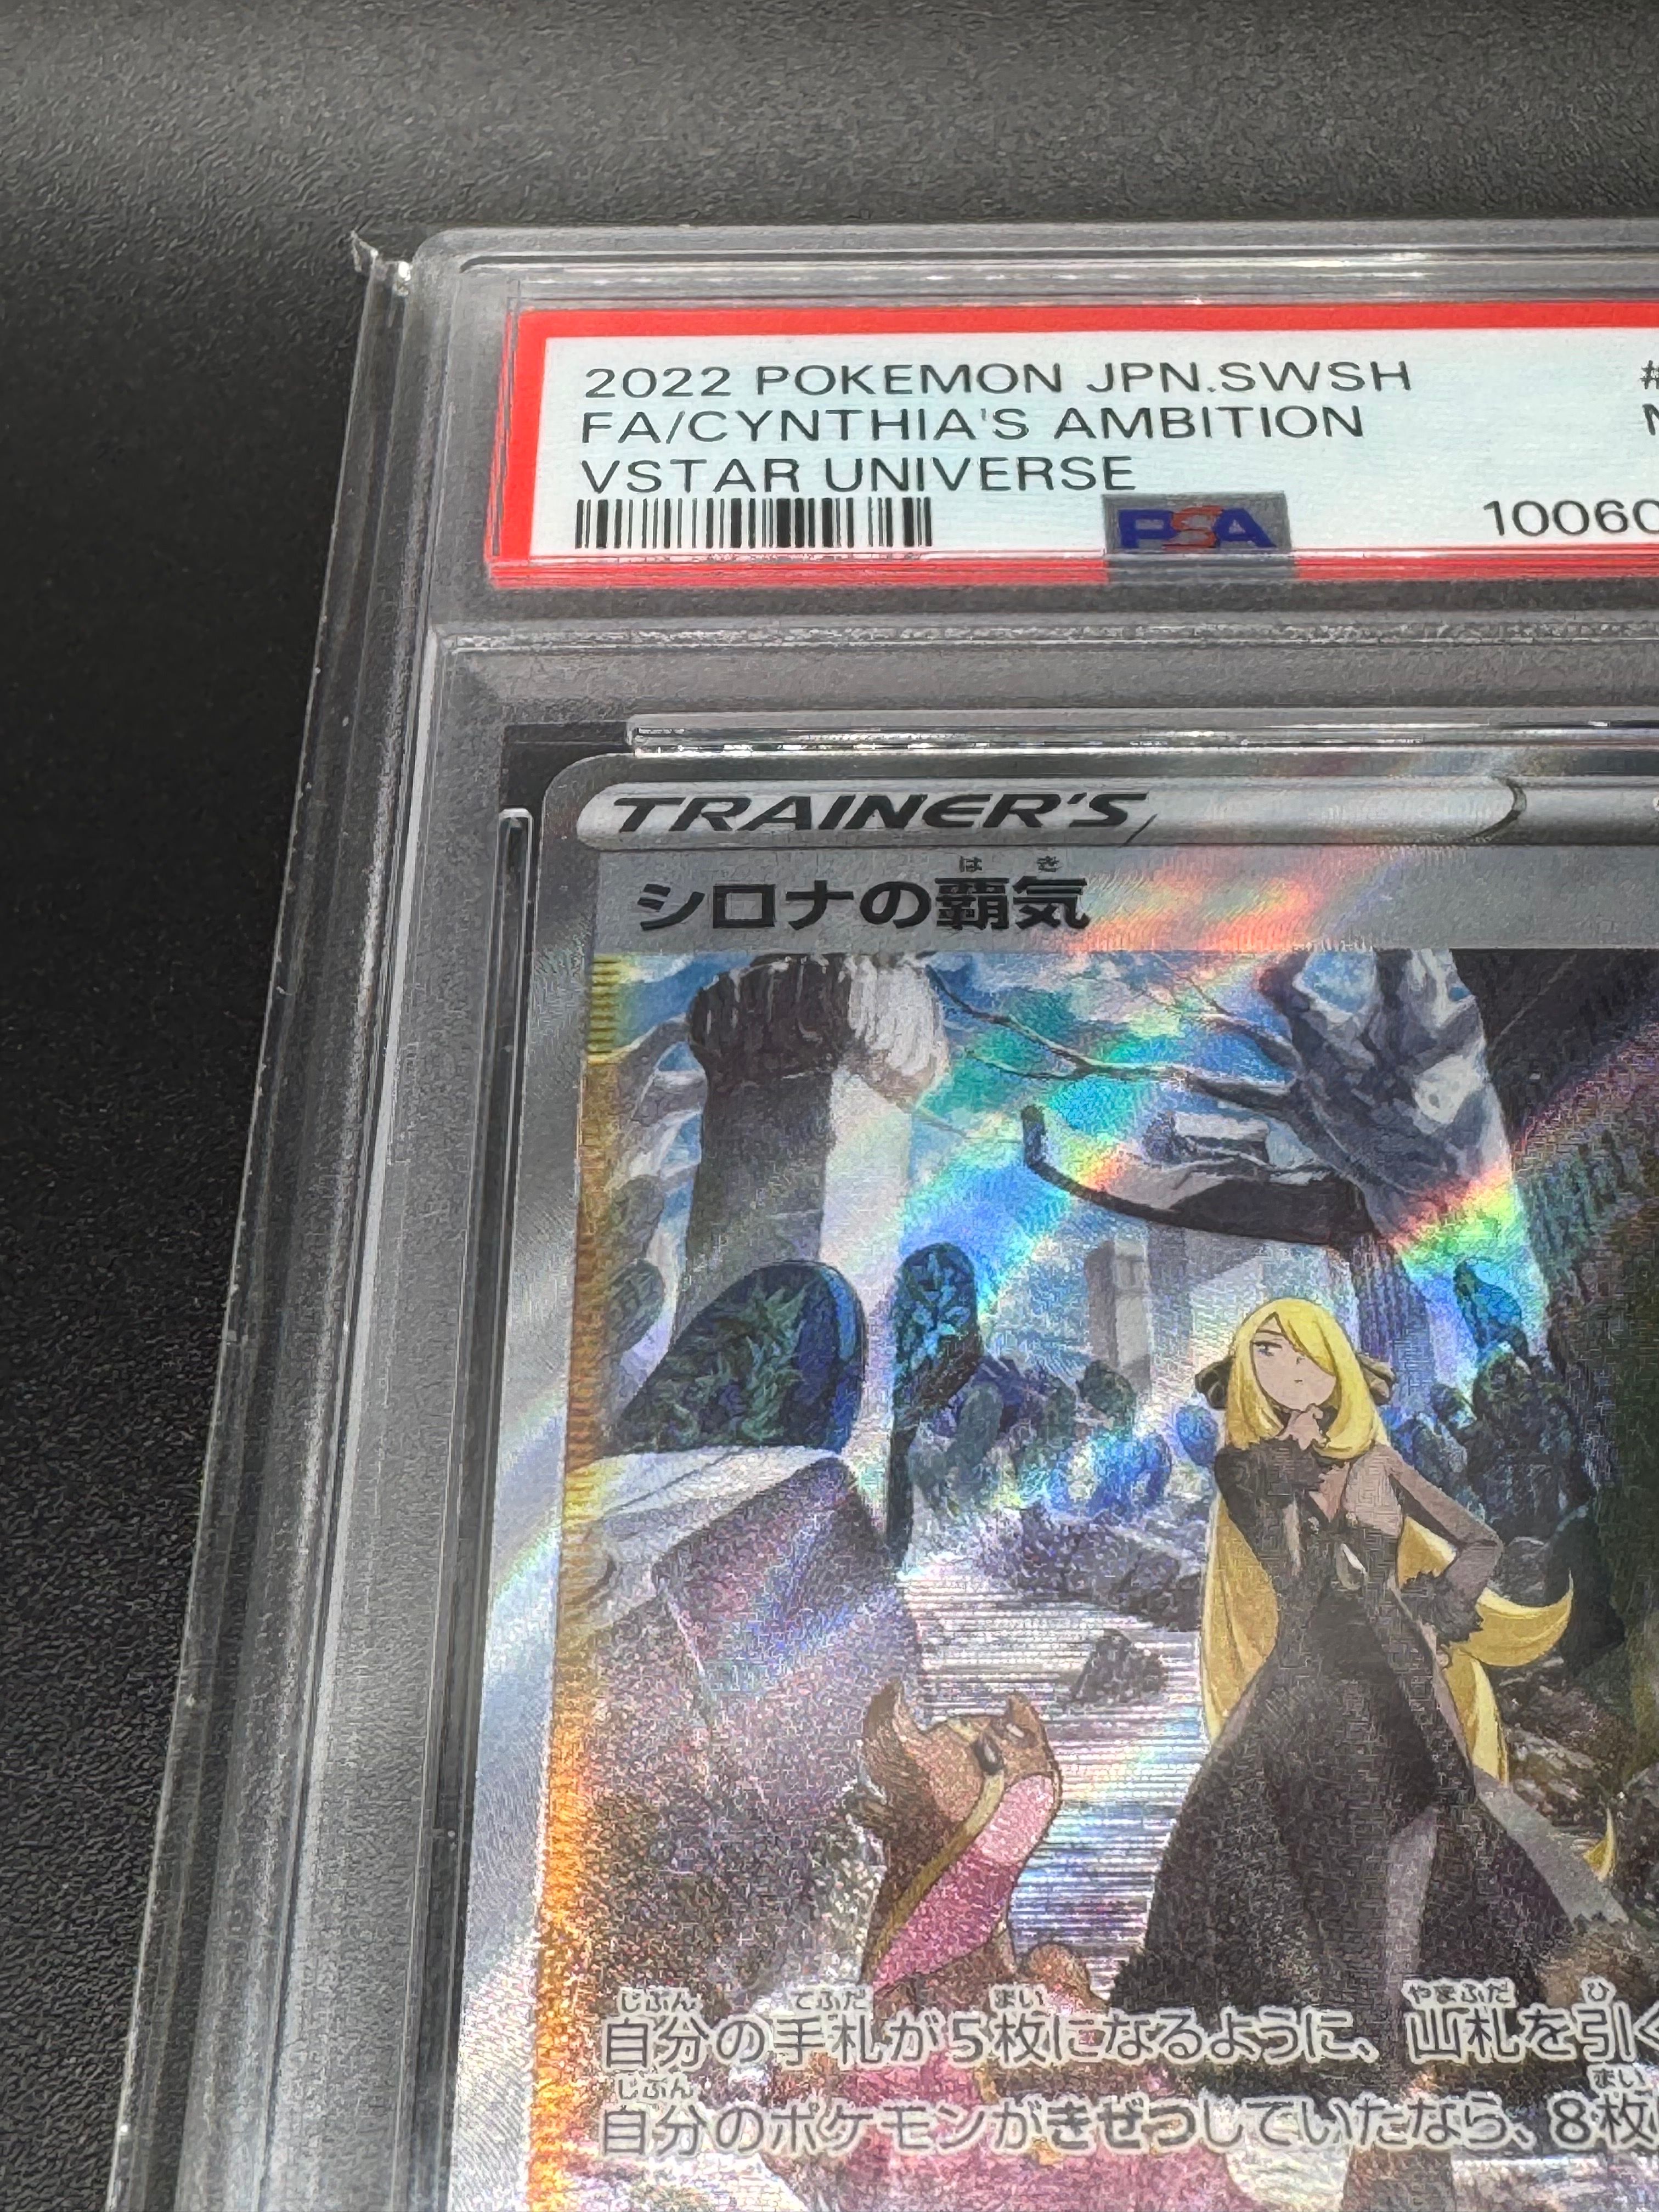 2022 POKEMON JPN.SWSH #
FA/CYNTHIA'S AMBITION
VSTAR UNIVERSE
PSA 10060
TRAINER'S
はき
シロナの覇気
じぶん てふだ まい やまふだ ひ
自分の手札が5枚になるように、山札を引く
じぶん まい
自分のポケモンがきぜつしていたなら、8枚